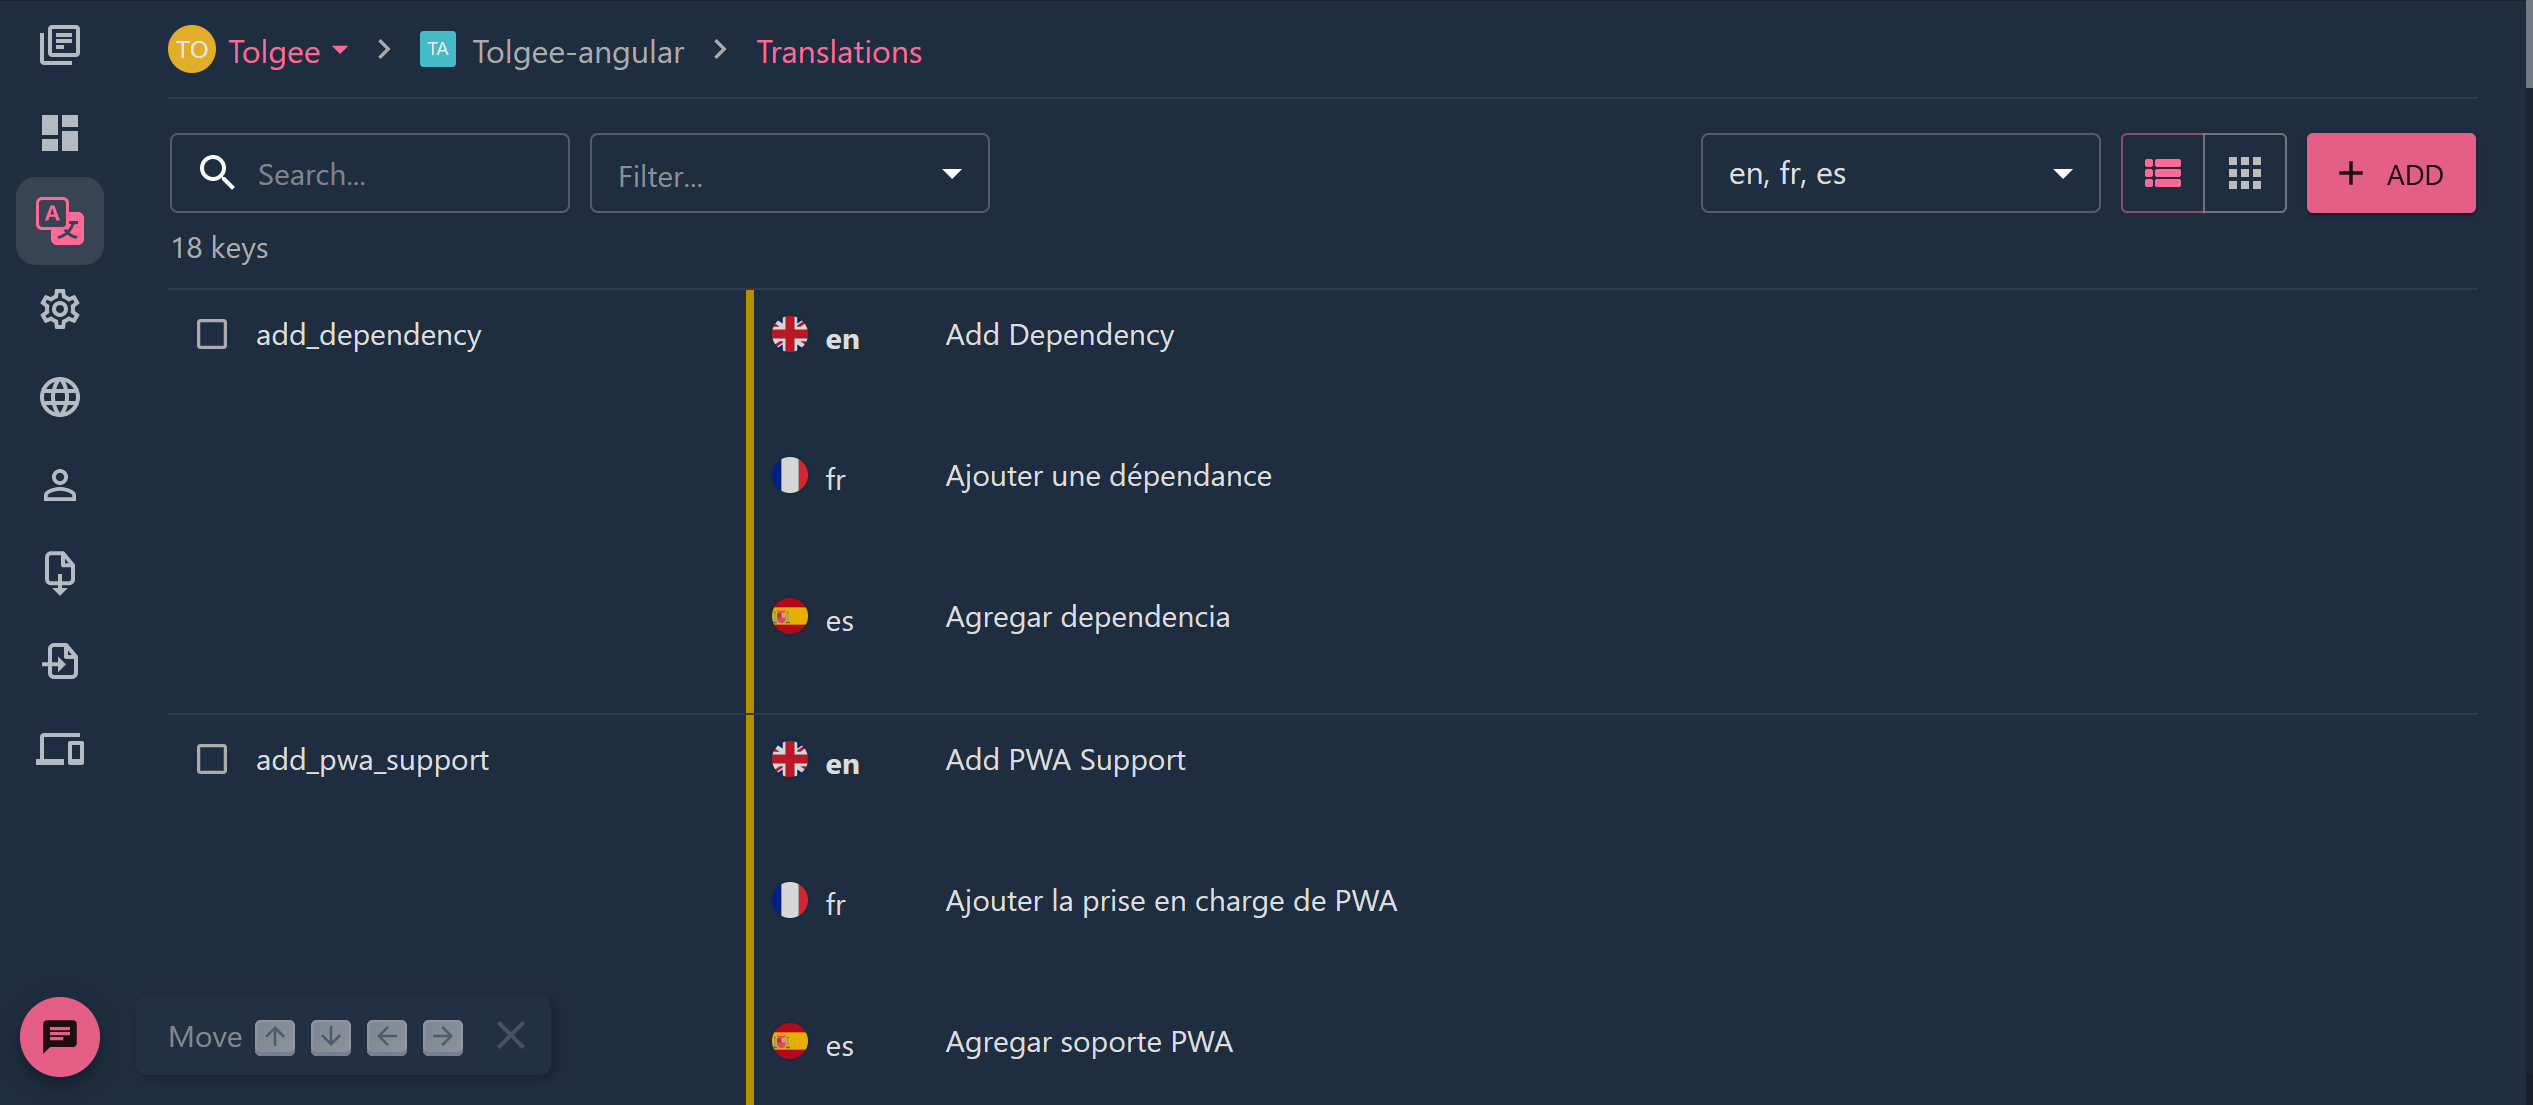 TO Tolgee > TA Tolgee-angular > Translations
Search... Filter... en, fr, es + ADD
18 keys
add_dependency en Add Dependency
fr Ajouter une dépendance
es Agregar dependencia
add_pwa_support en Add PWA Support
fr Ajouter la prise en charge de PWA
es Agregar soporte PWA
Move ↑ ↓ ← →